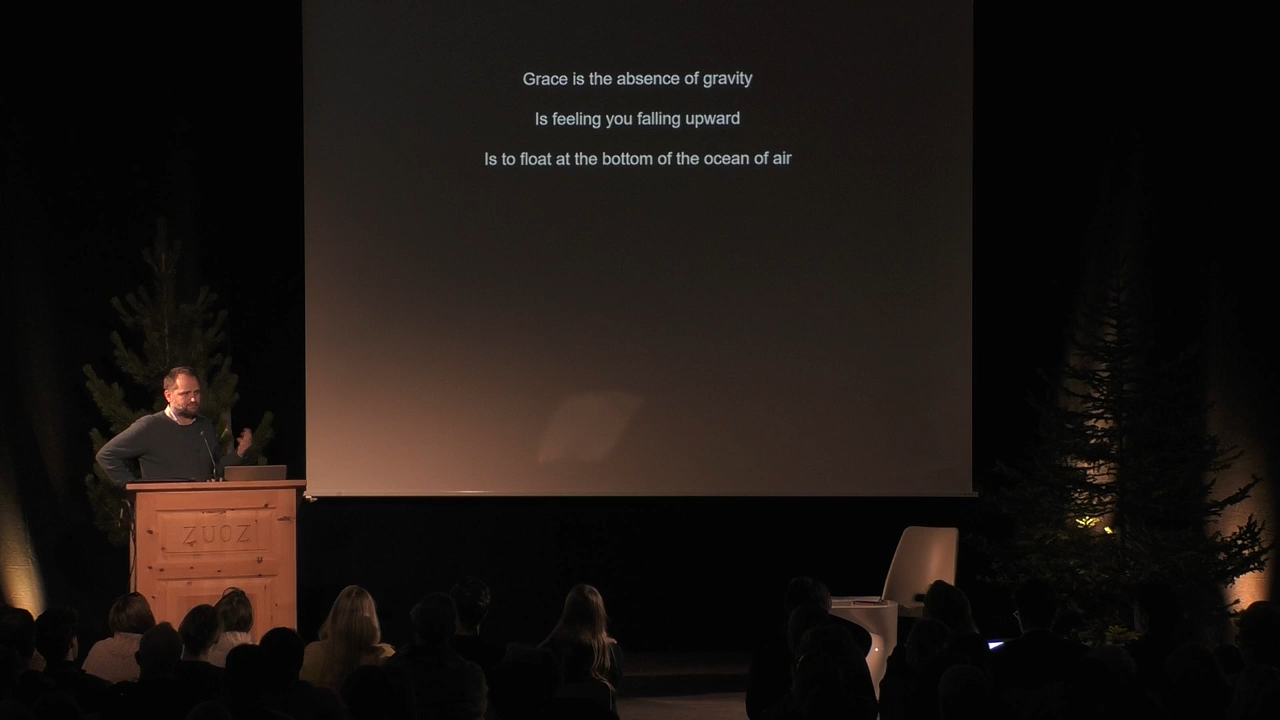 Grace is the absence of gravity
Is feeling you falling upward
Is to float at the bottom of the ocean of air
ZUOZ